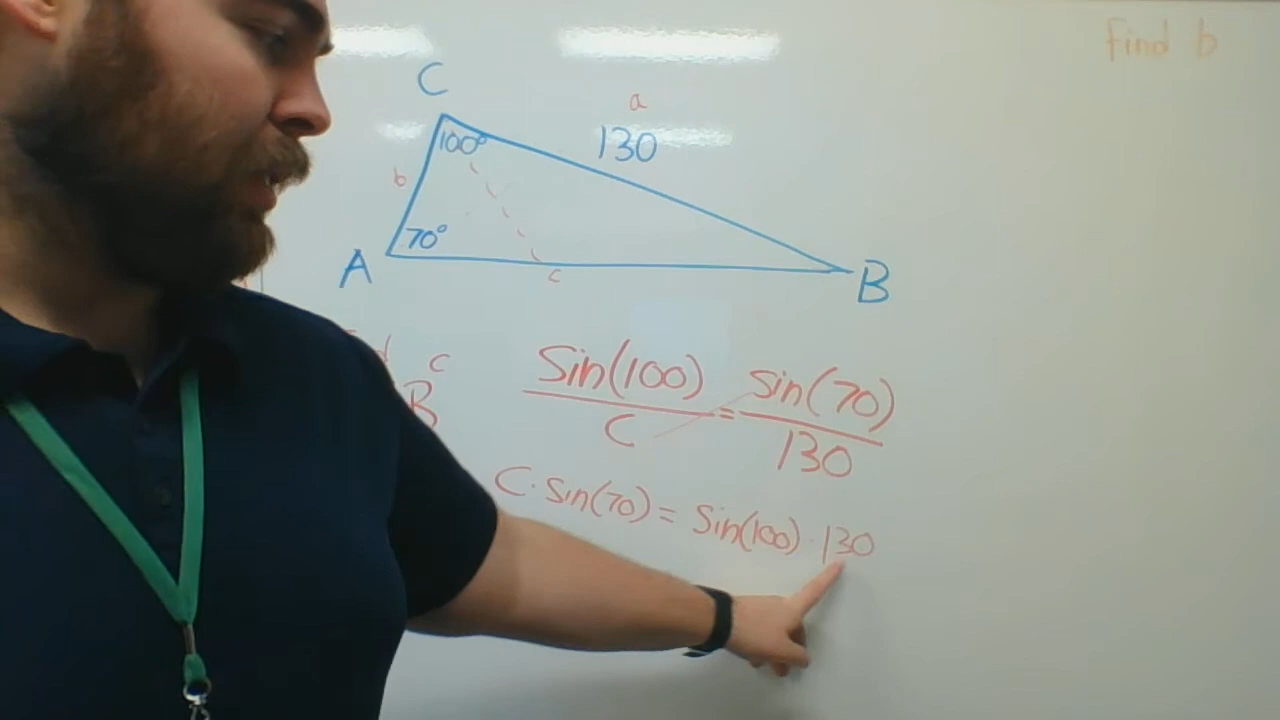 Find b
C
a
100°
130
b
70°
A
c
B
c
B
Sin(100) = Sin(70)
C 130
C · Sin(70) = Sin(100) · 130